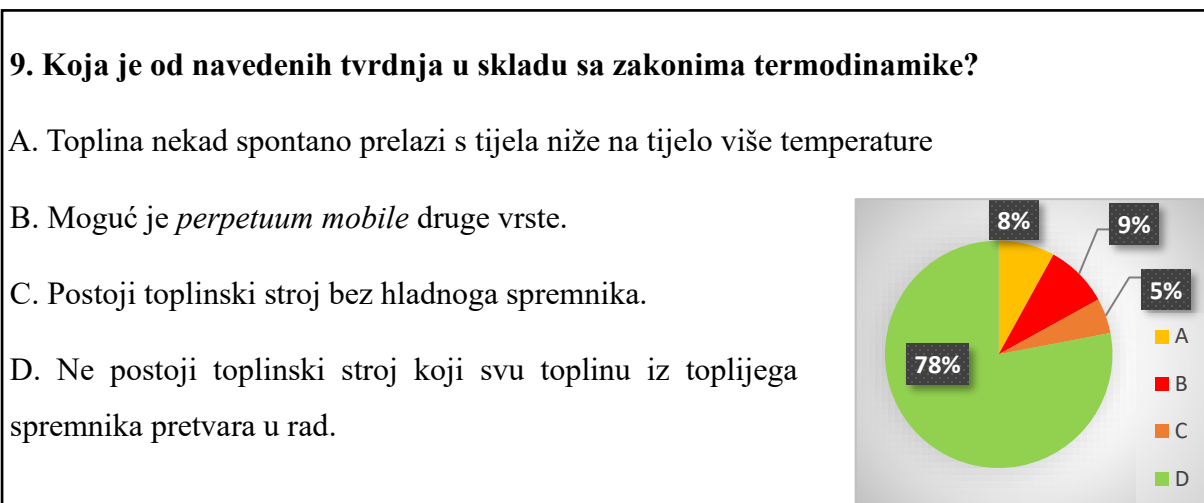 9. Koja je od navedenih tvrdnja u skladu sa zakonima termodinamike?
A. Toplina nekad spontano prelazi s tijela niže na tijelo više temperature
B. Moguć je perpetuum mobile druge vrste.
C. Postoji toplinski stroj bez hladnoga spremnika.
D. Ne postoji toplinski stroj koji svu toplinu iz toplijega
spremnika pretvara u rad.
8%
9%
5%
78%
A
B
C
D